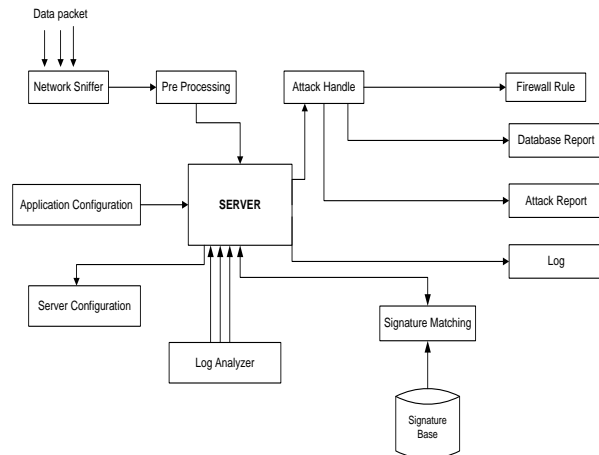 Data packet
Network Sniffer
Pre Processing
Attack Handle
Firewall Rule
Database Report
Application Configuration
SERVER
Attack Report
Log
Server Configuration
Signature Matching
Log Analyzer
Signature
Base